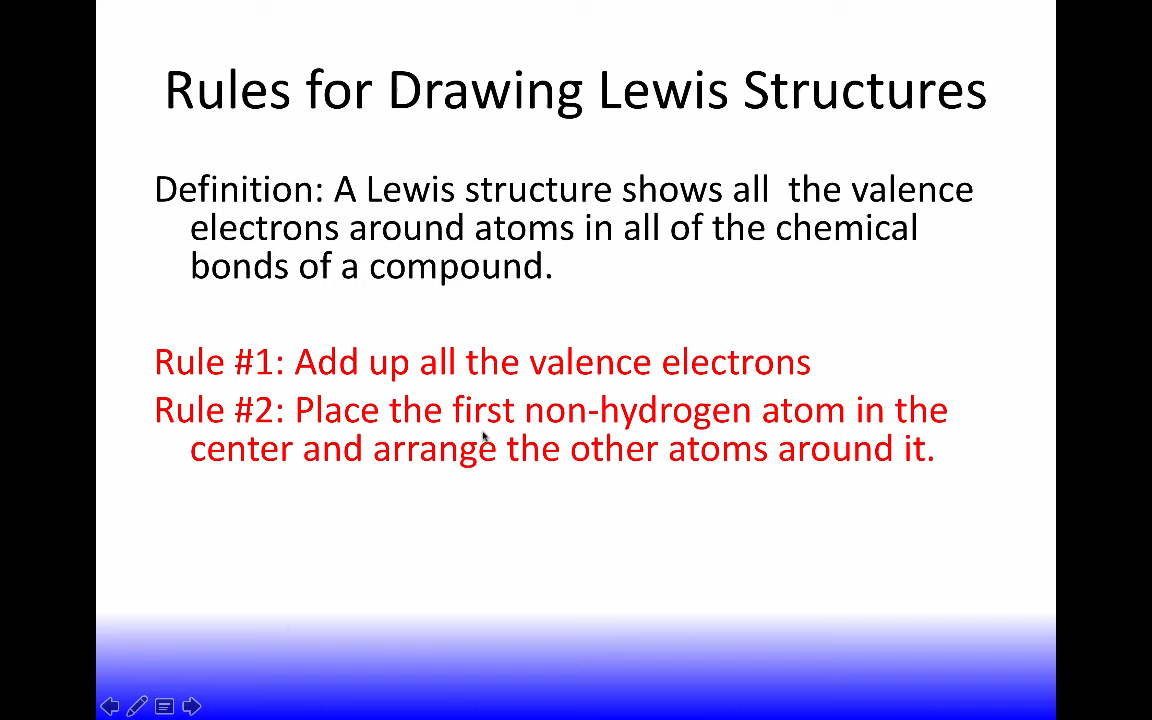 Rules for Drawing Lewis Structures
Definition: A Lewis structure shows all  the valence
electrons around atoms in all of the chemical
bonds of a compound.
Rule #1: Add up all the valence electrons
Rule #2: Place the first non-hydrogen atom in the
center and arrange the other atoms around it.